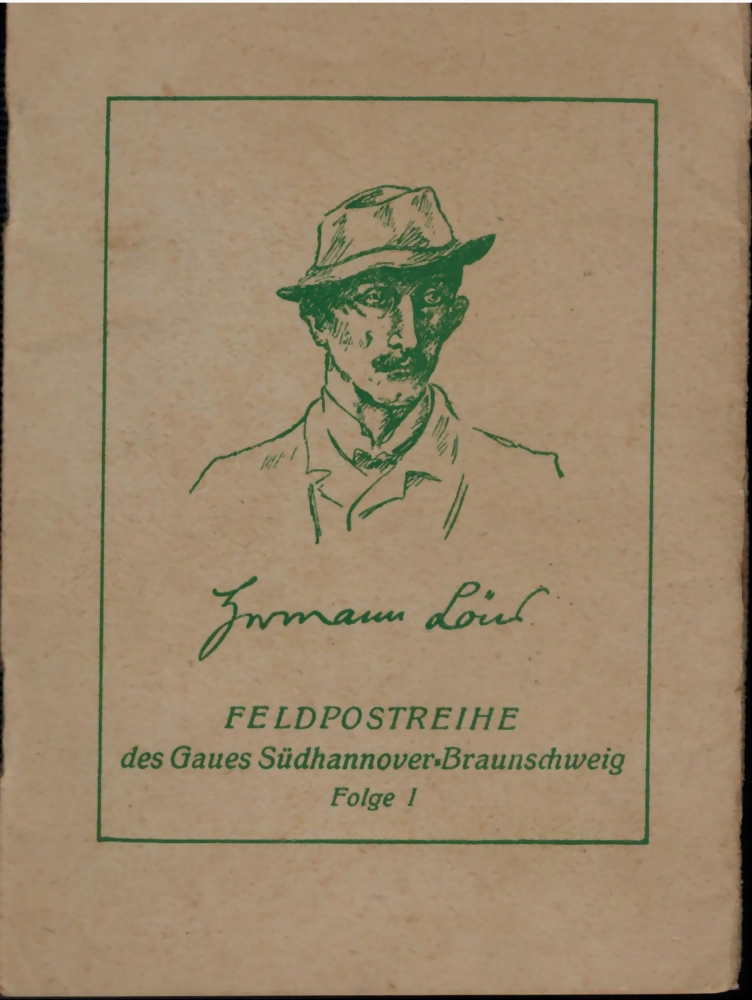 Hermann Löns
FELDPOSTREIHE
des Gaues Südhannover-Braunschweig
Folge 1